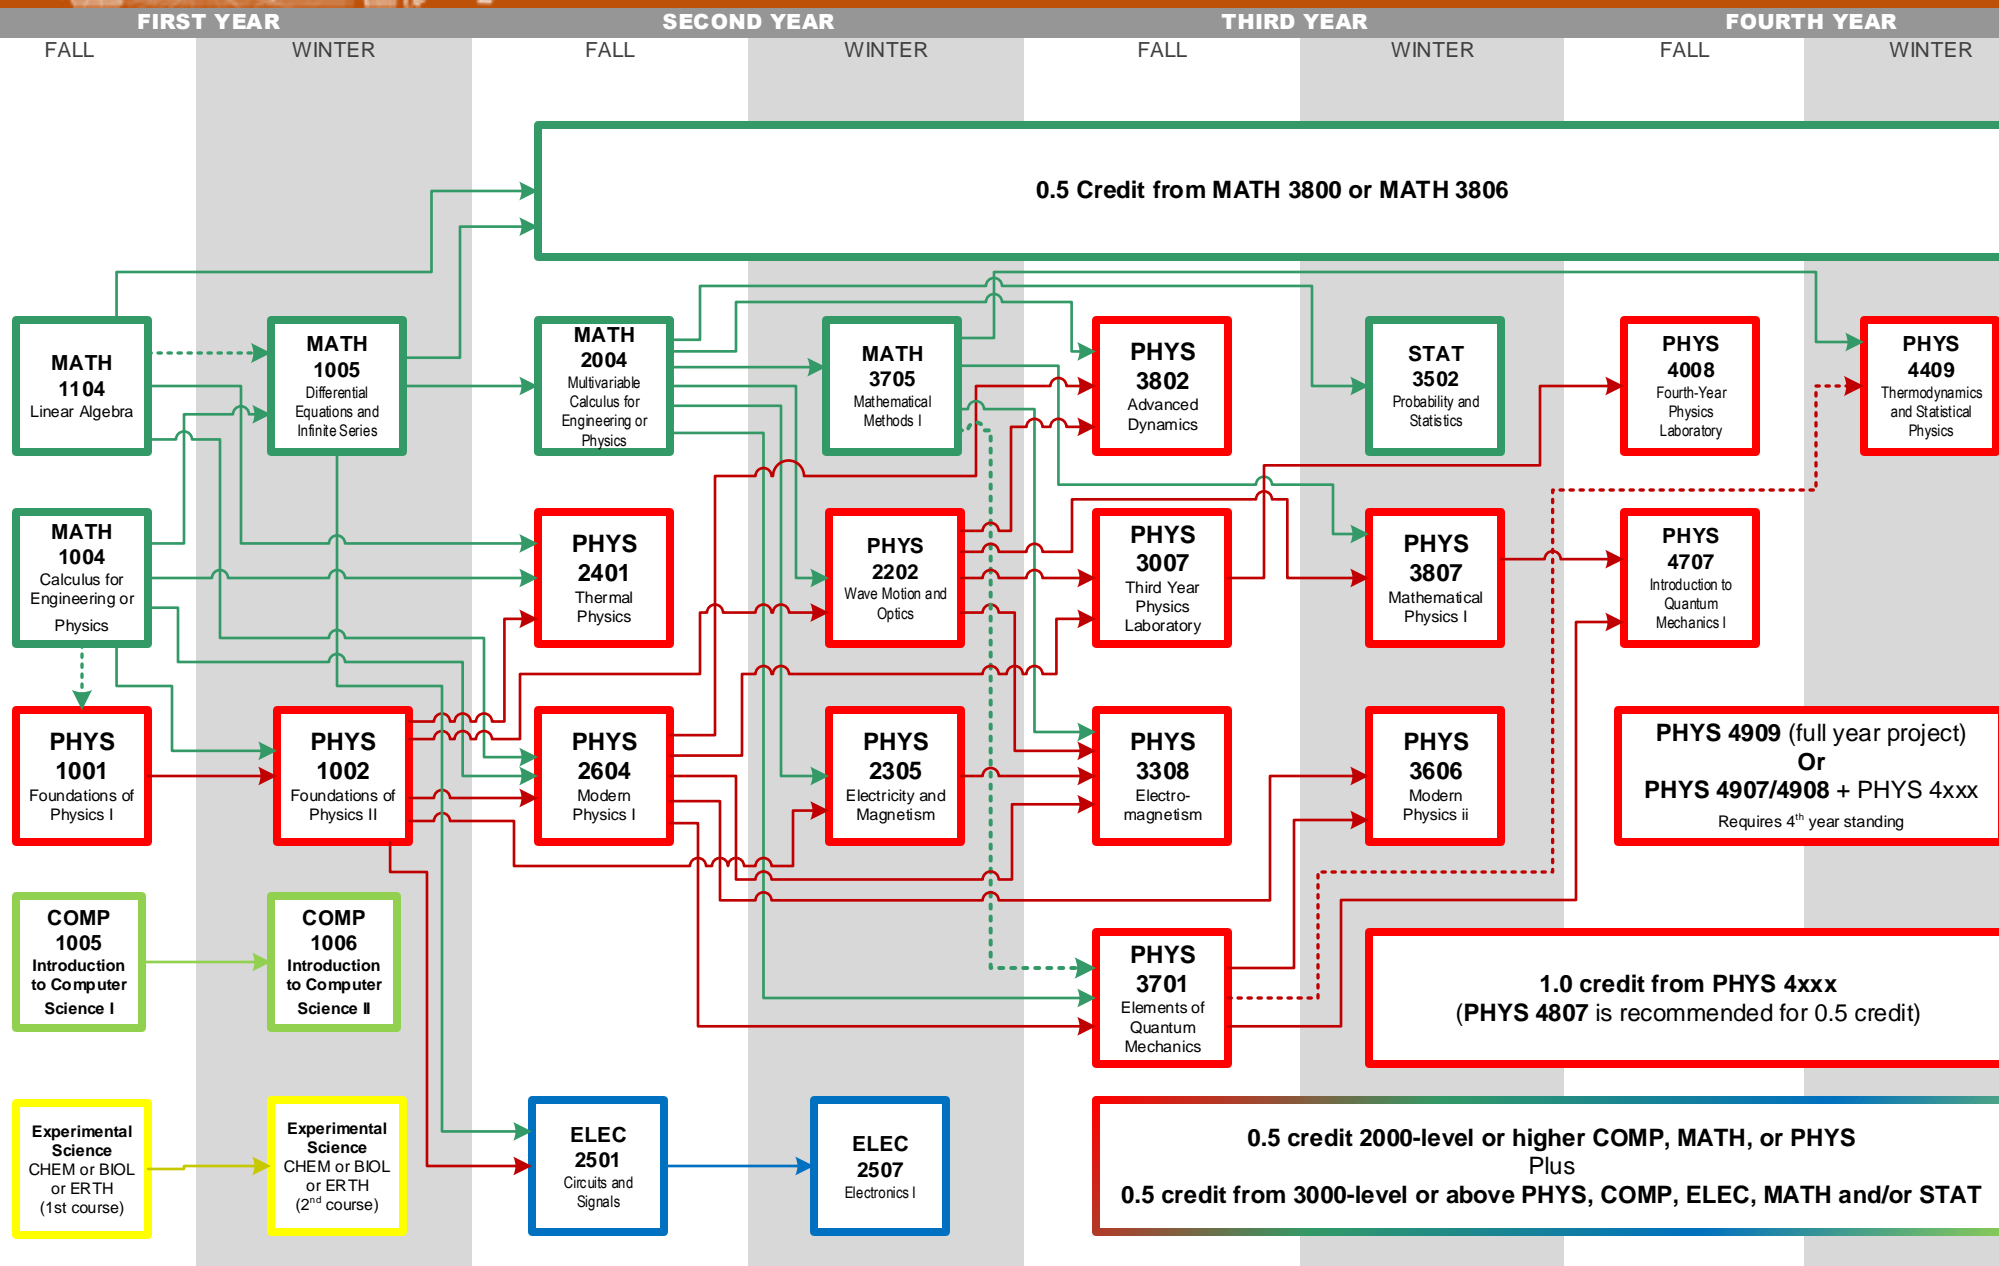 FIRST YEAR
SECOND YEAR
THIRD YEAR
FOURTH YEAR
FALL
WINTER
FALL
WINTER
FALL
WINTER
FALL
WINTER
0.5 Credit from MATH 3800 or MATH 3806
MATH
1104
Linear Algebra
MATH
1005
Differential
Equations and
Infinite Series
MATH
2004
Multivariable
Calculus for
Engineering or
Physics
MATH
3705
Mathematical
Methods I
PHYS
3802
Advanced
Dynamics
STAT
3502
Probability and
Statistics
PHYS
4008
Fourth-Year
Physics
Laboratory
PHYS
4409
Thermodynamics
and Statistical
Physics
MATH
1004
Calculus for
Engineering or
Physics
PHYS
2401
Thermal
Physics
PHYS
2202
Wave Motion and
Optics
PHYS
3007
Third Year
Physics
Laboratory
PHYS
3807
Mathematical
Physics I
PHYS
4707
Introduction to
Quantum
Mechanics I
PHYS
1001
Foundations of
Physics I
PHYS
1002
Foundations of
Physics II
PHYS
2604
Modern
Physics I
PHYS
2305
Electricity and
Magnetism
PHYS
3308
Electro-
magnetism
PHYS
3606
Modern
Physics ii
PHYS 4909 (full year project)
Or
PHYS 4907/4908 + PHYS 4xxx
Requires 4th year standing
COMP
1005
Introduction
to Computer
Science I
COMP
1006
Introduction
to Computer
Science II
PHYS
3701
Elements of
Quantum
Mechanics
1.0 credit from PHYS 4xxx
(PHYS 4807 is recommended for 0.5 credit)
Experimental
Science
CHEM or BIOL
or ERTH
(1st course)
Experimental
Science
CHEM or BIOL
or ERTH
(2nd course)
ELEC
2501
Circuits and
Signals
ELEC
2507
Electronics I
0.5 credit 2000-level or higher COMP, MATH, or PHYS
Plus
0.5 credit from 3000-level or above PHYS, COMP, ELEC, MATH and/or STAT